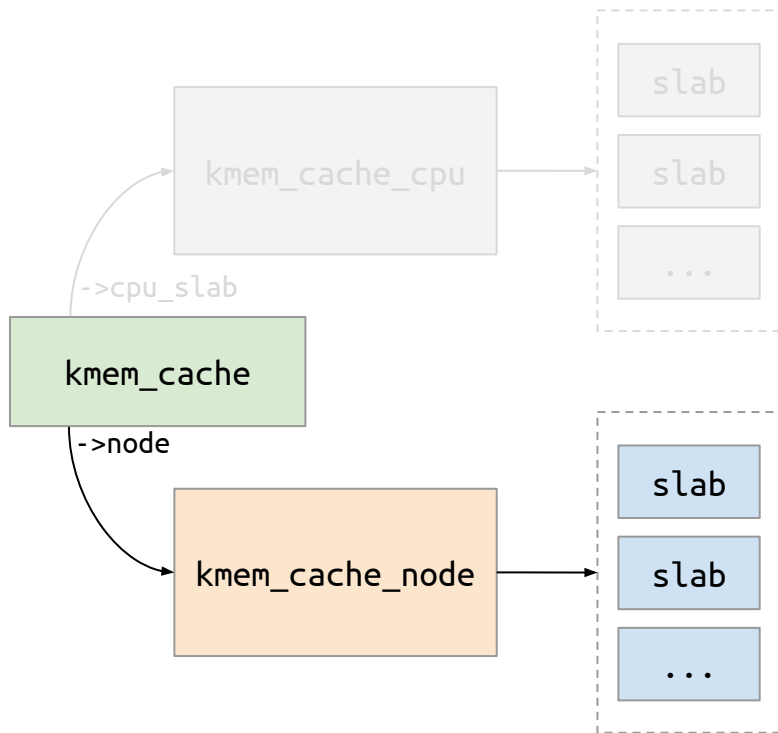 slab
kmem_cache_cpu
slab
...
->cpu_slab
kmem_cache
->node
slab
kmem_cache_node
slab
...